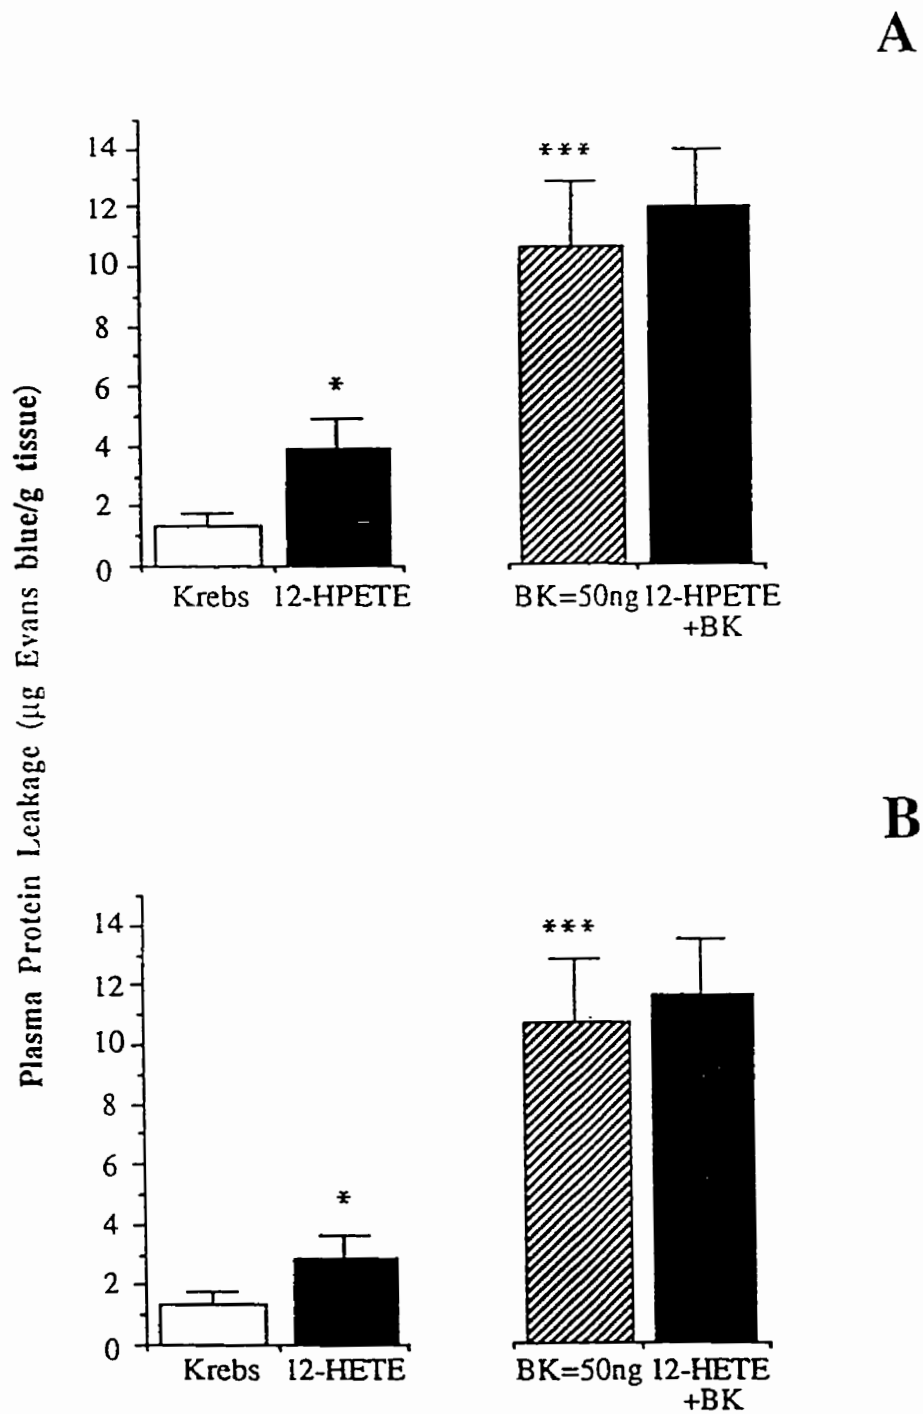 A
Plasma Protein Leakage (µg Evans blue/g tissue)
14
12
10
8
6
4
2
0
*
***
Krebs 12-HPETE BK=50ng 12-HPETE
+BK
B
14
12
10
8
6
4
2
0
*
***
Krebs 12-HETE BK=50ng 12-HETE
+BK